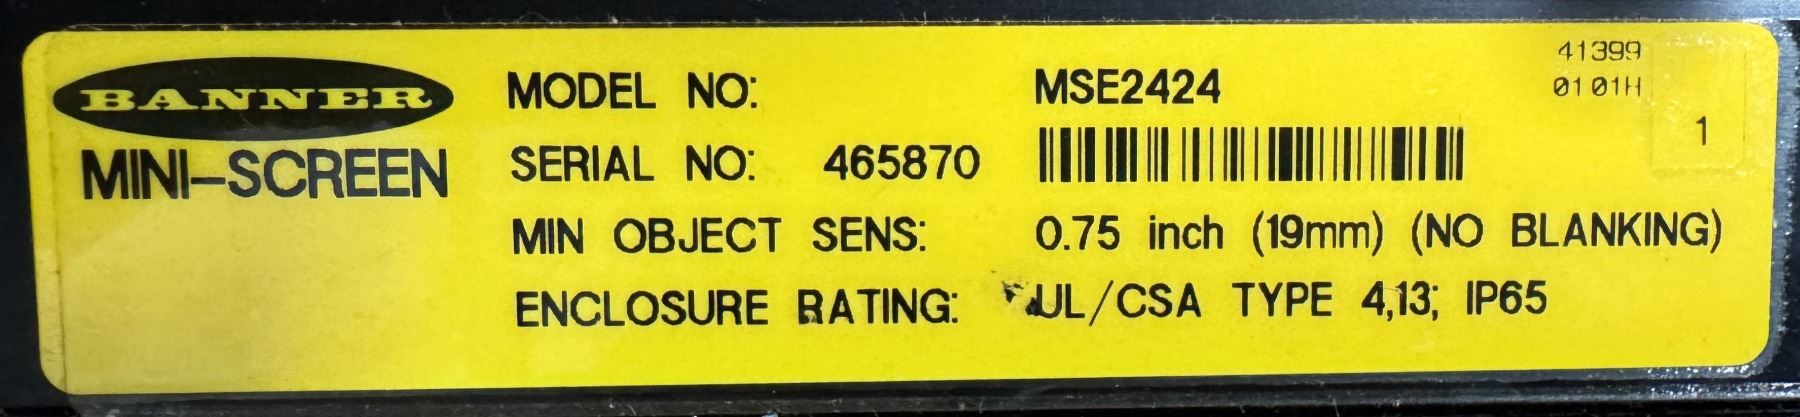 BANNER
MINI-SCREEN
MODEL NO: MSE2424
SERIAL NO: 465870
MIN OBJECT SENS: 0.75 inch (19mm) (NO BLANKING)
ENCLOSURE RATING: UL/CSA TYPE 4,13; IP65
41399
0101H
1